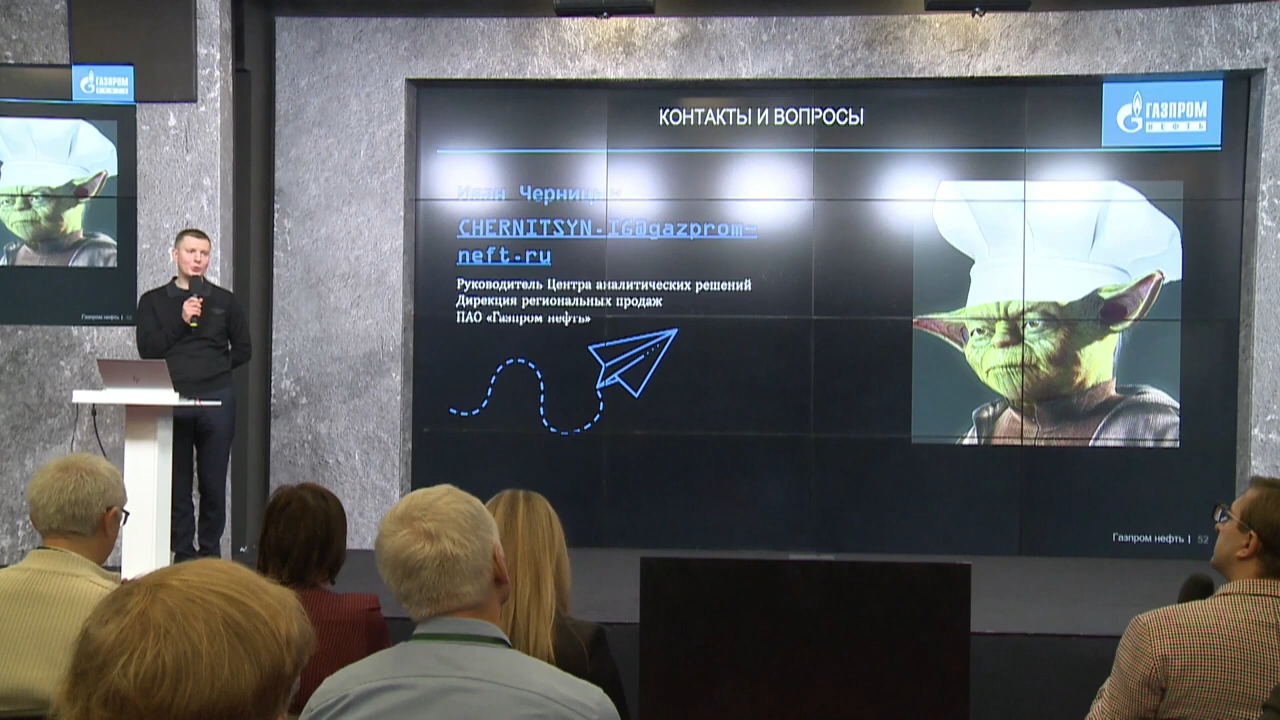 ГАЗПРОМ
КОНТАКТЫ И ВОПРОСЫ
ГАЗПРОМ
НЕФТЬ
Иван
CHERNITSYN.IG@gazprom-
neft.ru
Руководитель Центра аналитических решений
Дирекция региональных продаж
ПАО «Газпром нефть»
Газпром нефть | 52
Газпром нефть |